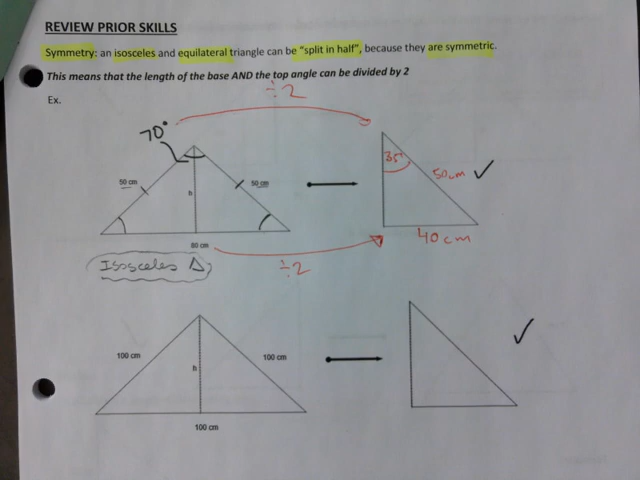 REVIEW PRIOR SKILLS
Symmetry: an isosceles and equilateral triangle can be "split in half", because they are symmetric.
This means that the length of the base AND the top angle can be divided by 2
Ex.
÷2
70°
35°
50 cm
h
50 cm
50cm
80 cm
40cm
Isosceles Δ
÷2
100 cm
h
100 cm
100 cm